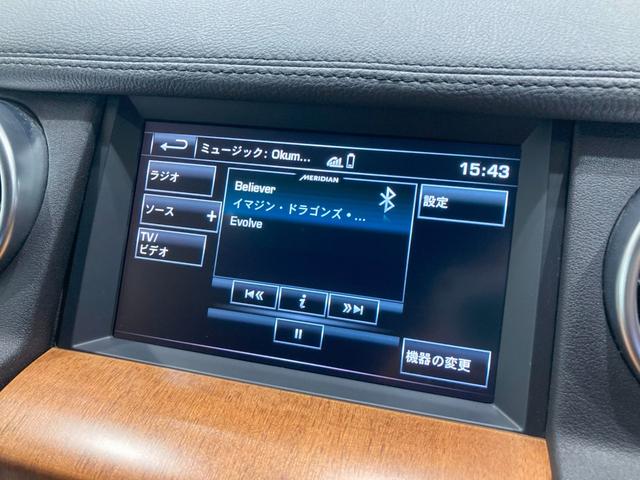 ミュージック: Okum...
15:43
MERIDIAN
ラジオ
ソース +
TV/
ビデオ
Believer
イマジン・ドラゴンズ・...
Evolve
設定
i
機器の変更